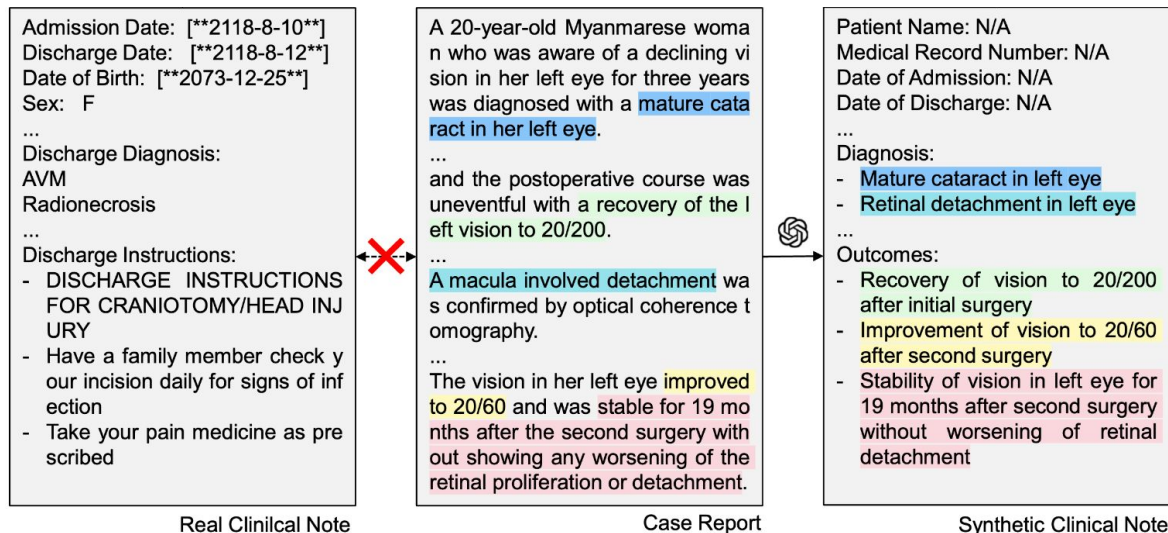 Admission Date:  [**2118-8-10**]
Discharge Date:  [**2118-8-12**]
Date of Birth:  [**2073-12-25**]
Sex:   F
...
Discharge Diagnosis:
AVM
Radionecrosis
...
Discharge Instructions:
- DISCHARGE INSTRUCTIONS
FOR CRANIOTOMY/HEAD INJ
URY
- Have a family member check y
our incision daily for signs of inf
ection
- Take your pain medicine as pre
scribed
Real Clinilcal Note
A 20-year-old Myanmarese woma
n who was aware of a declining vi
sion in her left eye for three years
was diagnosed with a mature cata
ract in her left eye.
...
and the postoperative course was
uneventful with a recovery of the l
eft vision to 20/200.
...
A macula involved detachment wa
s confirmed by optical coherence t
omography.
...
The vision in her left eye improved
to 20/60 and was stable for 19 mo
nths after the second surgery with
out showing any worsening of the
retinal proliferation or detachment.
Case Report
Patient Name: N/A
Medical Record Number: N/A
Date of Admission: N/A
Date of Discharge: N/A
...
Diagnosis:
- Mature cataract in left eye
- Retinal detachment in left eye
...
Outcomes:
- Recovery of vision to 20/200
after initial surgery
- Improvement of vision to 20/60
after second surgery
- Stability of vision in left eye for
19 months after second surgery
without worsening of retinal
detachment
Synthetic Clinical Note